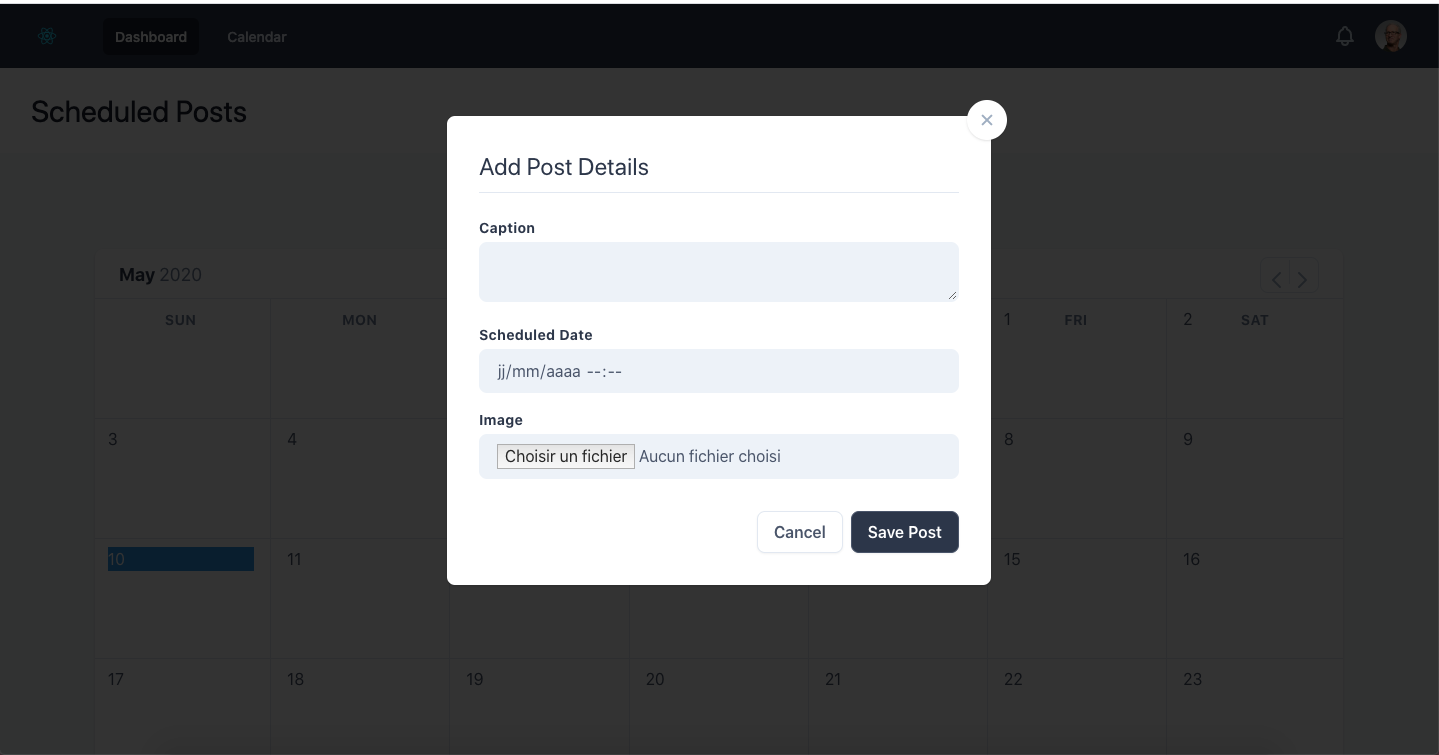 Dashboard Calendar
Scheduled Posts
Add Post Details
Caption
May 2020
SUN MON 1 FRI 2 SAT
Scheduled Date
jj/mm/aaaa --:--
Image
3 4 8 9
Choisir un fichier Aucun fichier choisi
Cancel Save Post
10 11 15 16
17 18 19 20 21 22 23